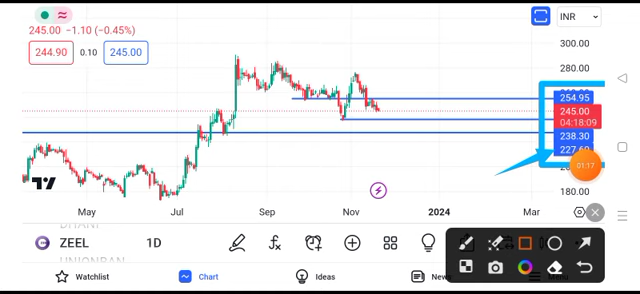 245.00 −1.10 (−0.45%)
INR
244.90 0.10 245.00
300.00
280.00
254.95
245.00
04:18:09
238.30
227.60
01:17
180.00
May Jul Sep Nov 2024 Mar
ZEEL 1D
UNIONBAN
Watchlist Chart Ideas News Menu